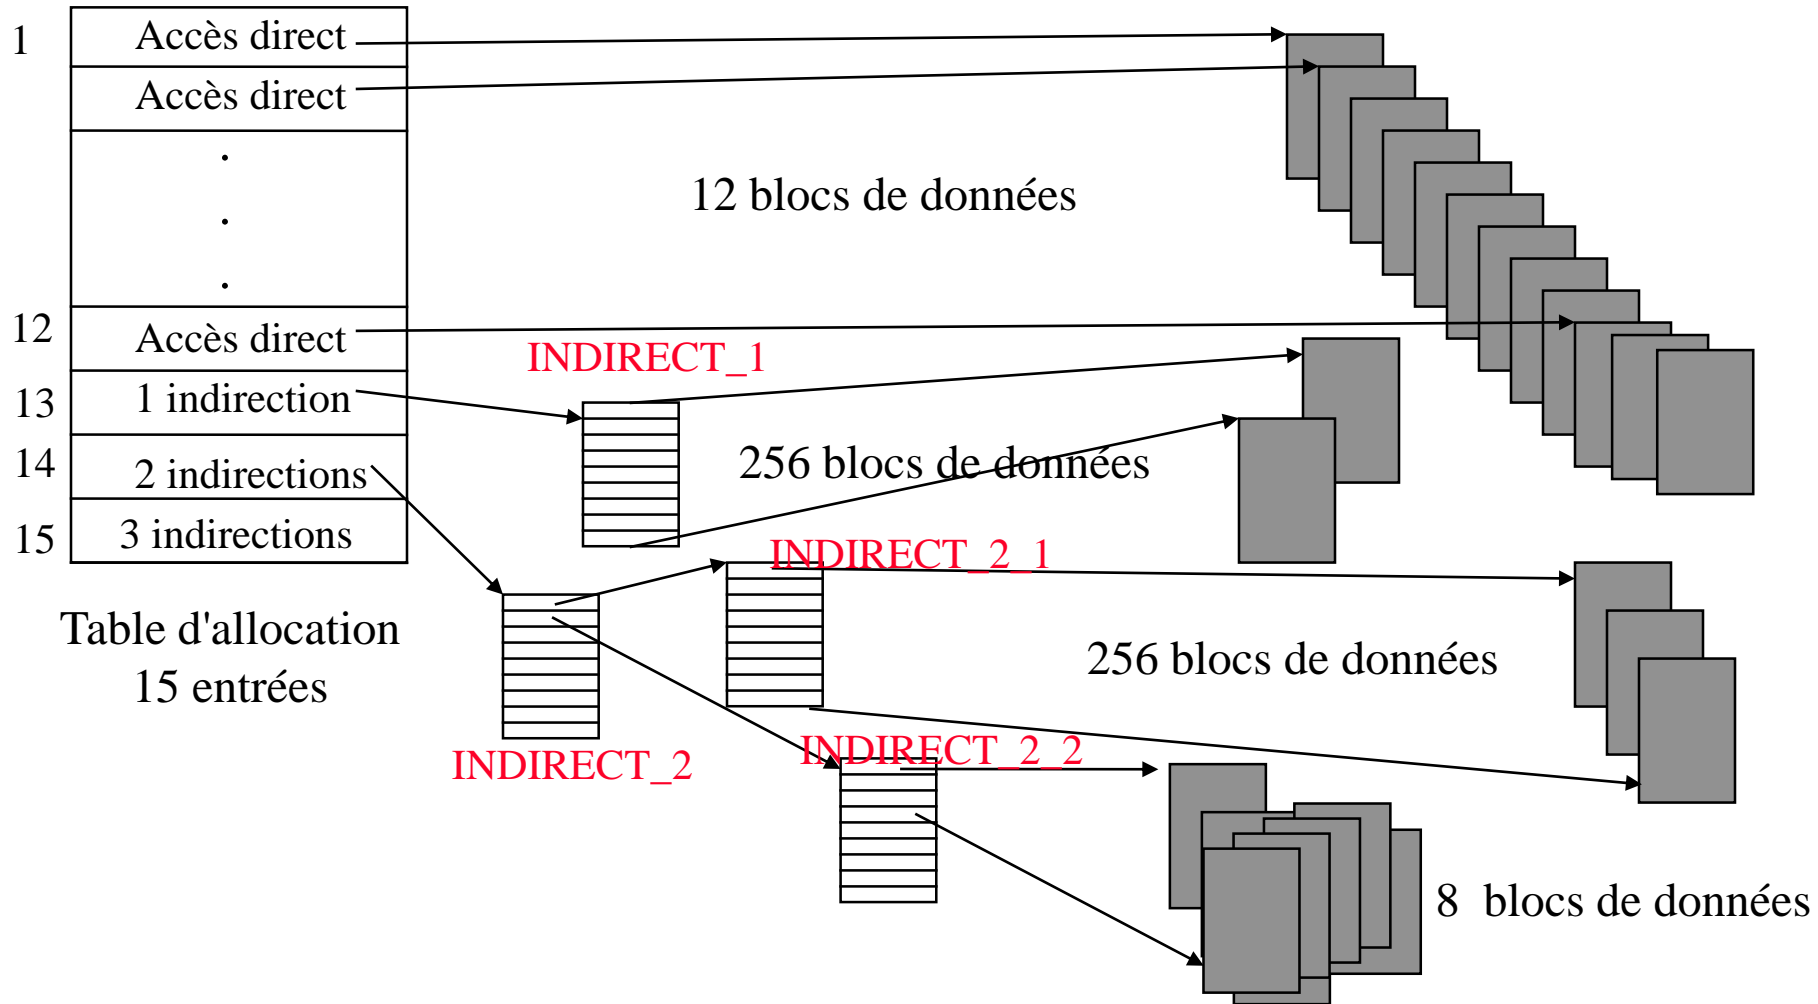 1
Accès direct
Accès direct
.
.
.
12 blocs de données
12
Accès direct
INDIRECT_1
13
1 indirection
256 blocs de données
14
2 indirections
15
3 indirections
INDIRECT_2_1
Table d'allocation
15 entrées
256 blocs de données
INDIRECT_2
INDIRECT_2_2
8 blocs de données